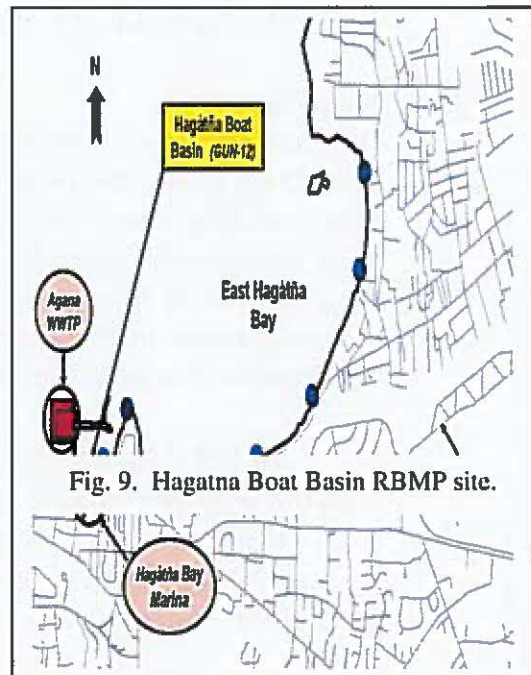 N
Hagåtña Boat
Basin (GUN-12)
Agana
WWTP
East Hagåtña
Bay
Fig. 9. Hagatna Boat Basin RBMP site.
Hagåtña Bay
Marina